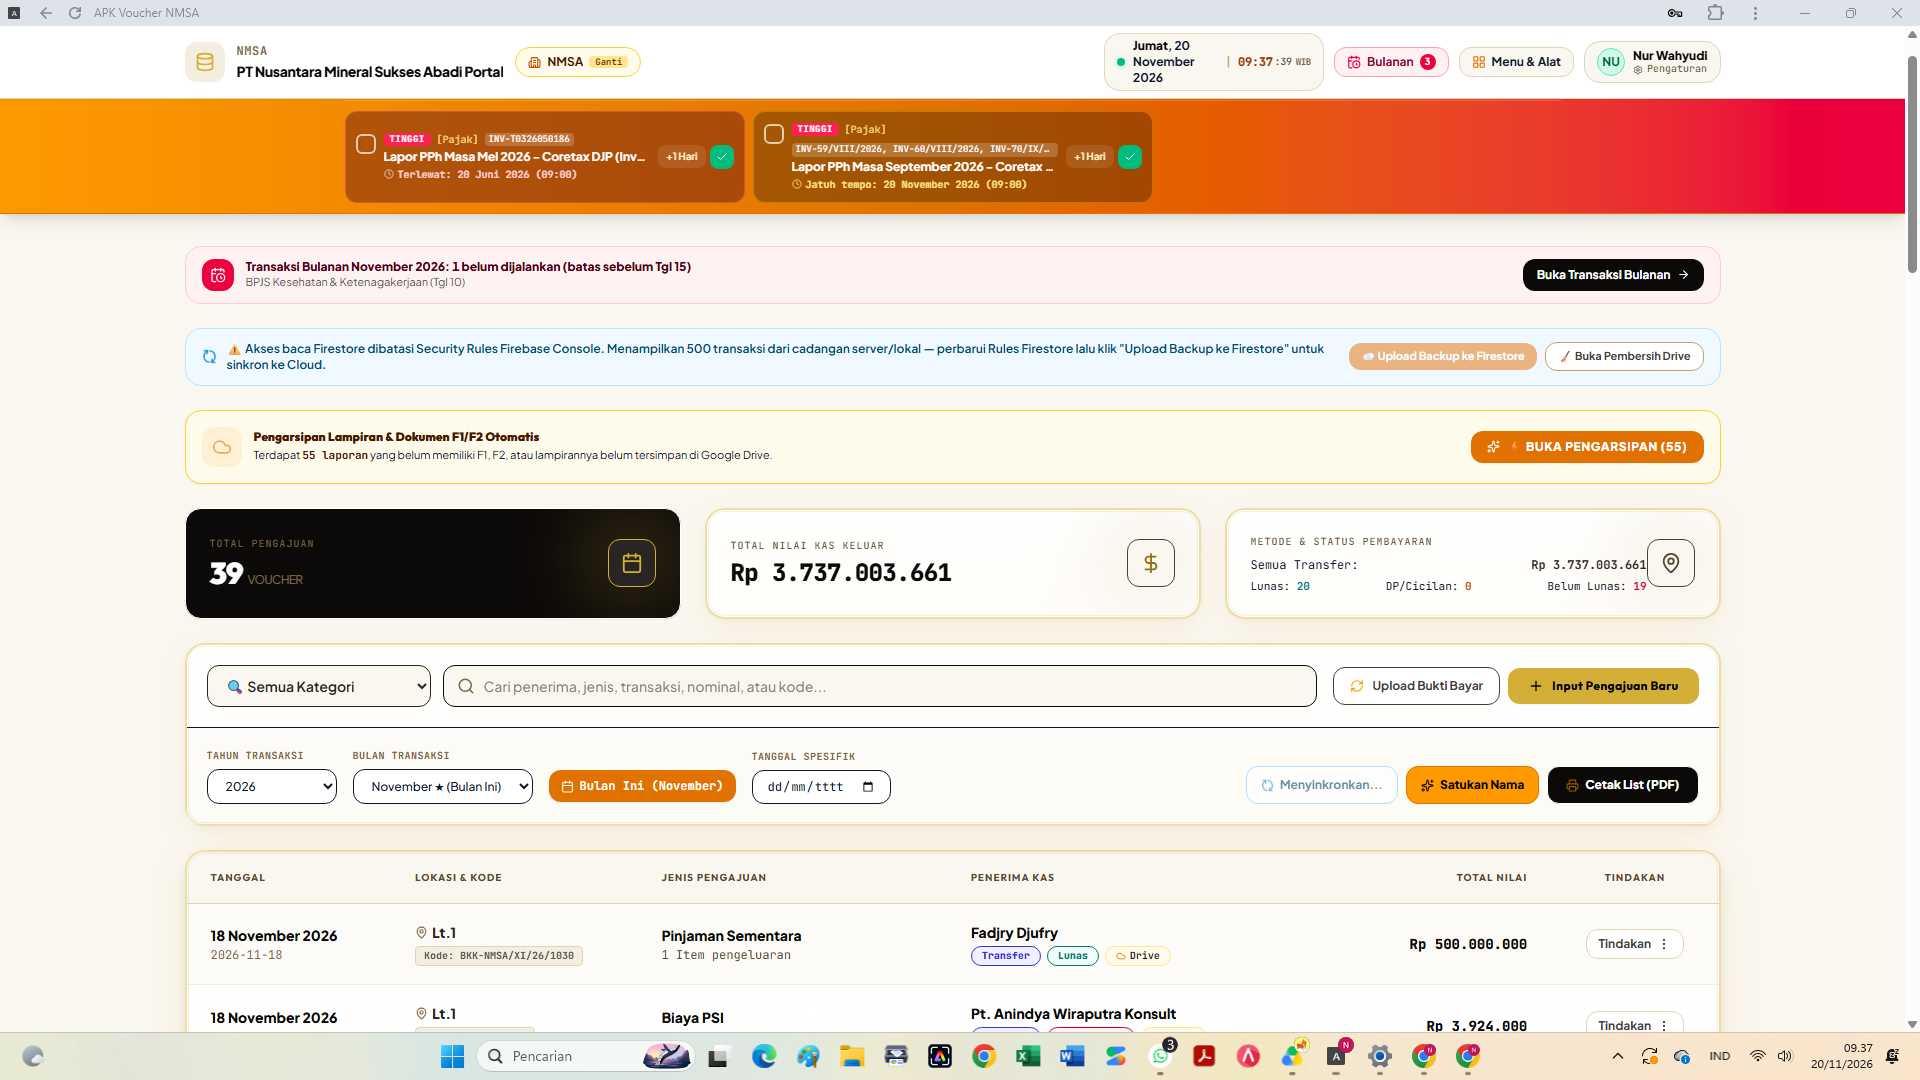 APK Voucher NMSA
NMSA
PT Nusantara Mineral Sukses Abadi Portal
NMSA Ganti
Jumat, 20 November 2026
09:37:39 WIB
Bulanan 3
Menu & Alat
NU
Nur Wahyudi
Pengaturan
TINGGI [Pajak] INV-T0326050186
Lapor PPh Masa Mei 2026 – Coretax DJP (Inv...
Terlewat: 20 Juni 2026 (09:00)
+1 Hari
TINGGI [Pajak]
INV-59/VIII/2026, INV-60/VIII/2026, INV-70/IX/…
Lapor PPh Masa September 2026 – Coretax ...
Jatuh tempo: 20 November 2026 (09:00)
+1 Hari
Transaksi Bulanan November 2026: 1 belum dijalankan (batas sebelum Tgl 15)
BPJS Kesehatan & Ketenagakerjaan (Tgl 10)
Buka Transaksi Bulanan →
⚠️ Akses baca Firestore dibatasi Security Rules Firebase Console. Menampilkan 500 transaksi dari cadangan server/lokal — perbarui Rules Firestore lalu klik "Upload Backup ke Firestore" untuk
sinkron ke Cloud.
Upload Backup ke Firestore
Buka Pembersih Drive
Pengarsipan Lampiran & Dokumen F1/F2 Otomatis
Terdapat 55 laporan yang belum memiliki F1, F2, atau lampirannya belum tersimpan di Google Drive.
BUKA PENGARSIPAN (55)
TOTAL PENGAJUAN
39 VOUCHER
TOTAL NILAI KAS KELUAR
Rp 3.737.003.661
METODE & STATUS PEMBAYARAN
Semua Transfer: Rp 3.737.003.661
Lunas: 20 DP/Cicilan: 0 Belum Lunas: 19
Semua Kategori
Cari penerima, jenis, transaksi, nominal, atau kode...
Upload Bukti Bayar
+ Input Pengajuan Baru
TAHUN TRANSAKSI
2026
BULAN TRANSAKSI
November ★ (Bulan Ini)
Bulan Ini (November)
TANGGAL SPESIFIK
dd/mm/tttt
Menyinkronkan...
Satukan Nama
Cetak List (PDF)
TANGGAL LOKASI & KODE JENIS PENGAJUAN PENERIMA KAS TOTAL NILAI TINDAKAN
18 November 2026
2026-11-18
Lt.1
Kode: BKK-NMSA/XI/26/1030
Pinjaman Sementara
1 Item pengeluaran
Fadjry Djufry
Transfer Lunas Drive
Rp 500.000.000
Tindakan
18 November 2026
Lt.1
Biaya PSI
Pt. Anindya Wiraputra Konsult
Rp 3.924.000
Tindakan
Pencarian
3
N
IND
09.37
20/11/2026